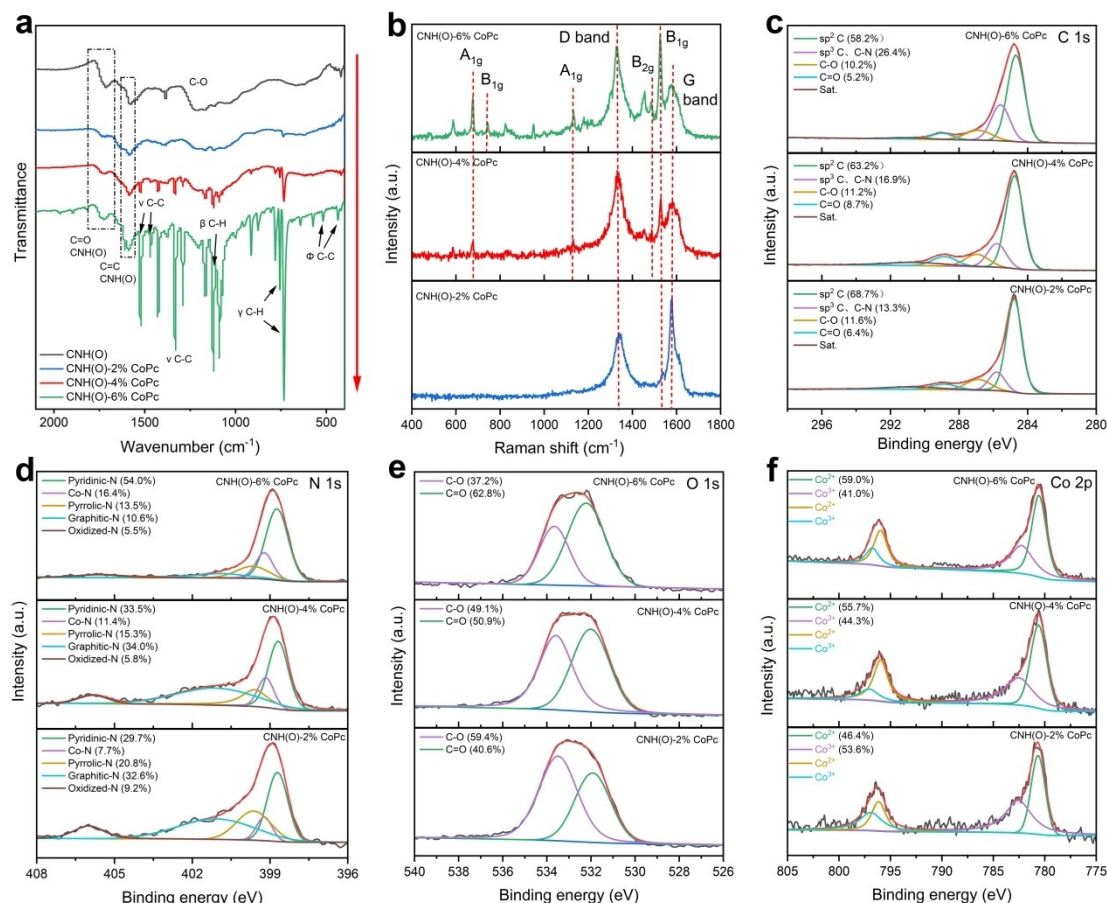 a
C-O
ν C-C
β C-H
Φ C-C
C=O
CNH(O)
C=C
CNH(O)
γ C-H
ν C-C
CNH(O)
CNH(O)-2% CoPc
CNH(O)-4% CoPc
CNH(O)-6% CoPc
Transmittance
2000 1500 1000 500
Wavenumber (cm⁻¹)
b
CNH(O)-6% CoPc
D band
B₁g
A₁g
B₁g
A₁g
B₂g
G
band
CNH(O)-4% CoPc
CNH(O)-2% CoPc
Intensity (a.u.)
400 600 800 1000 1200 1400 1600 1800
Raman shift (cm⁻¹)
c
C 1s
sp² C (58.2%)
CNH(O)-6% CoPc
sp³ C、C-N (26.4%)
C-O (10.2%)
C=O (5.2%)
Sat.
sp² C (63.2%)
CNH(O)-4% CoPc
sp³ C、C-N (16.9%)
C-O (11.2%)
C=O (8.7%)
Sat.
sp² C (68.7%）
CNH(O)-2% CoPc
sp³ C、C-N (13.3%)
C-O (11.6%)
C=O (6.4%)
Sat.
Intensity (a.u.)
296 292 288 284 280
Binding energy (eV)
d
N 1s
Pyridinic-N (54.0%)
CNH(O)-6% CoPc
Co-N (16.4%)
Pyrrolic-N (13.5%)
Graphitic-N (10.6%)
Oxidized-N (5.5%)
Pyridinic-N (33.5%)
CNH(O)-4% CoPc
Co-N (11.4%)
Pyrrolic-N (15.3%)
Graphitic-N (34.0%)
Oxidized-N (5.8%)
Pyridinic-N (29.7%)
CNH(O)-2% CoPc
Co-N (7.7%)
Pyrrolic-N (20.8%)
Graphitic-N (32.6%)
Oxidized-N (9.2%)
Intensity (a.u.)
408 405 402 399 396
Binding energy (eV)
e
O 1s
C-O (37.2%)
CNH(O)-6% CoPc
C=O (62.8%)
C-O (49.1%)
CNH(O)-4% CoPc
C=O (50.9%)
C-O (59.4%)
CNH(O)-2% CoPc
C=O (40.6%)
Intensity (a.u.)
540 538 536 534 532 530 528 526
Binding energy (eV)
f
Co 2p
Co²⁺ (59.0%)
CNH(O)-6% CoPc
Co³⁺ (41.0%)
Co²⁺
Co³⁺
Co²⁺ (55.7%)
CNH(O)-4% CoPc
Co³⁺ (44.3%)
Co²⁺
Co³⁺
Co²⁺ (46.4%)
CNH(O)-2% CoPc
Co³⁺ (53.6%)
Co²⁺
Co³⁺
Intensity (a.u.)
805 800 795 790 785 780 775
Binding energy (eV)